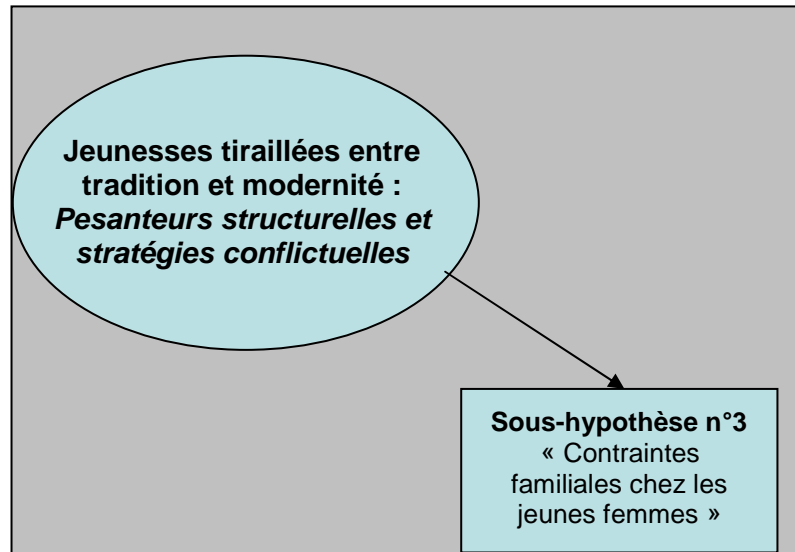 Jeunesses tiraillées entre
tradition et modernité :
Pesanteurs structurelles et
stratégies conflictuelles
Sous-hypothèse n°3
« Contraintes
familiales chez les
jeunes femmes »